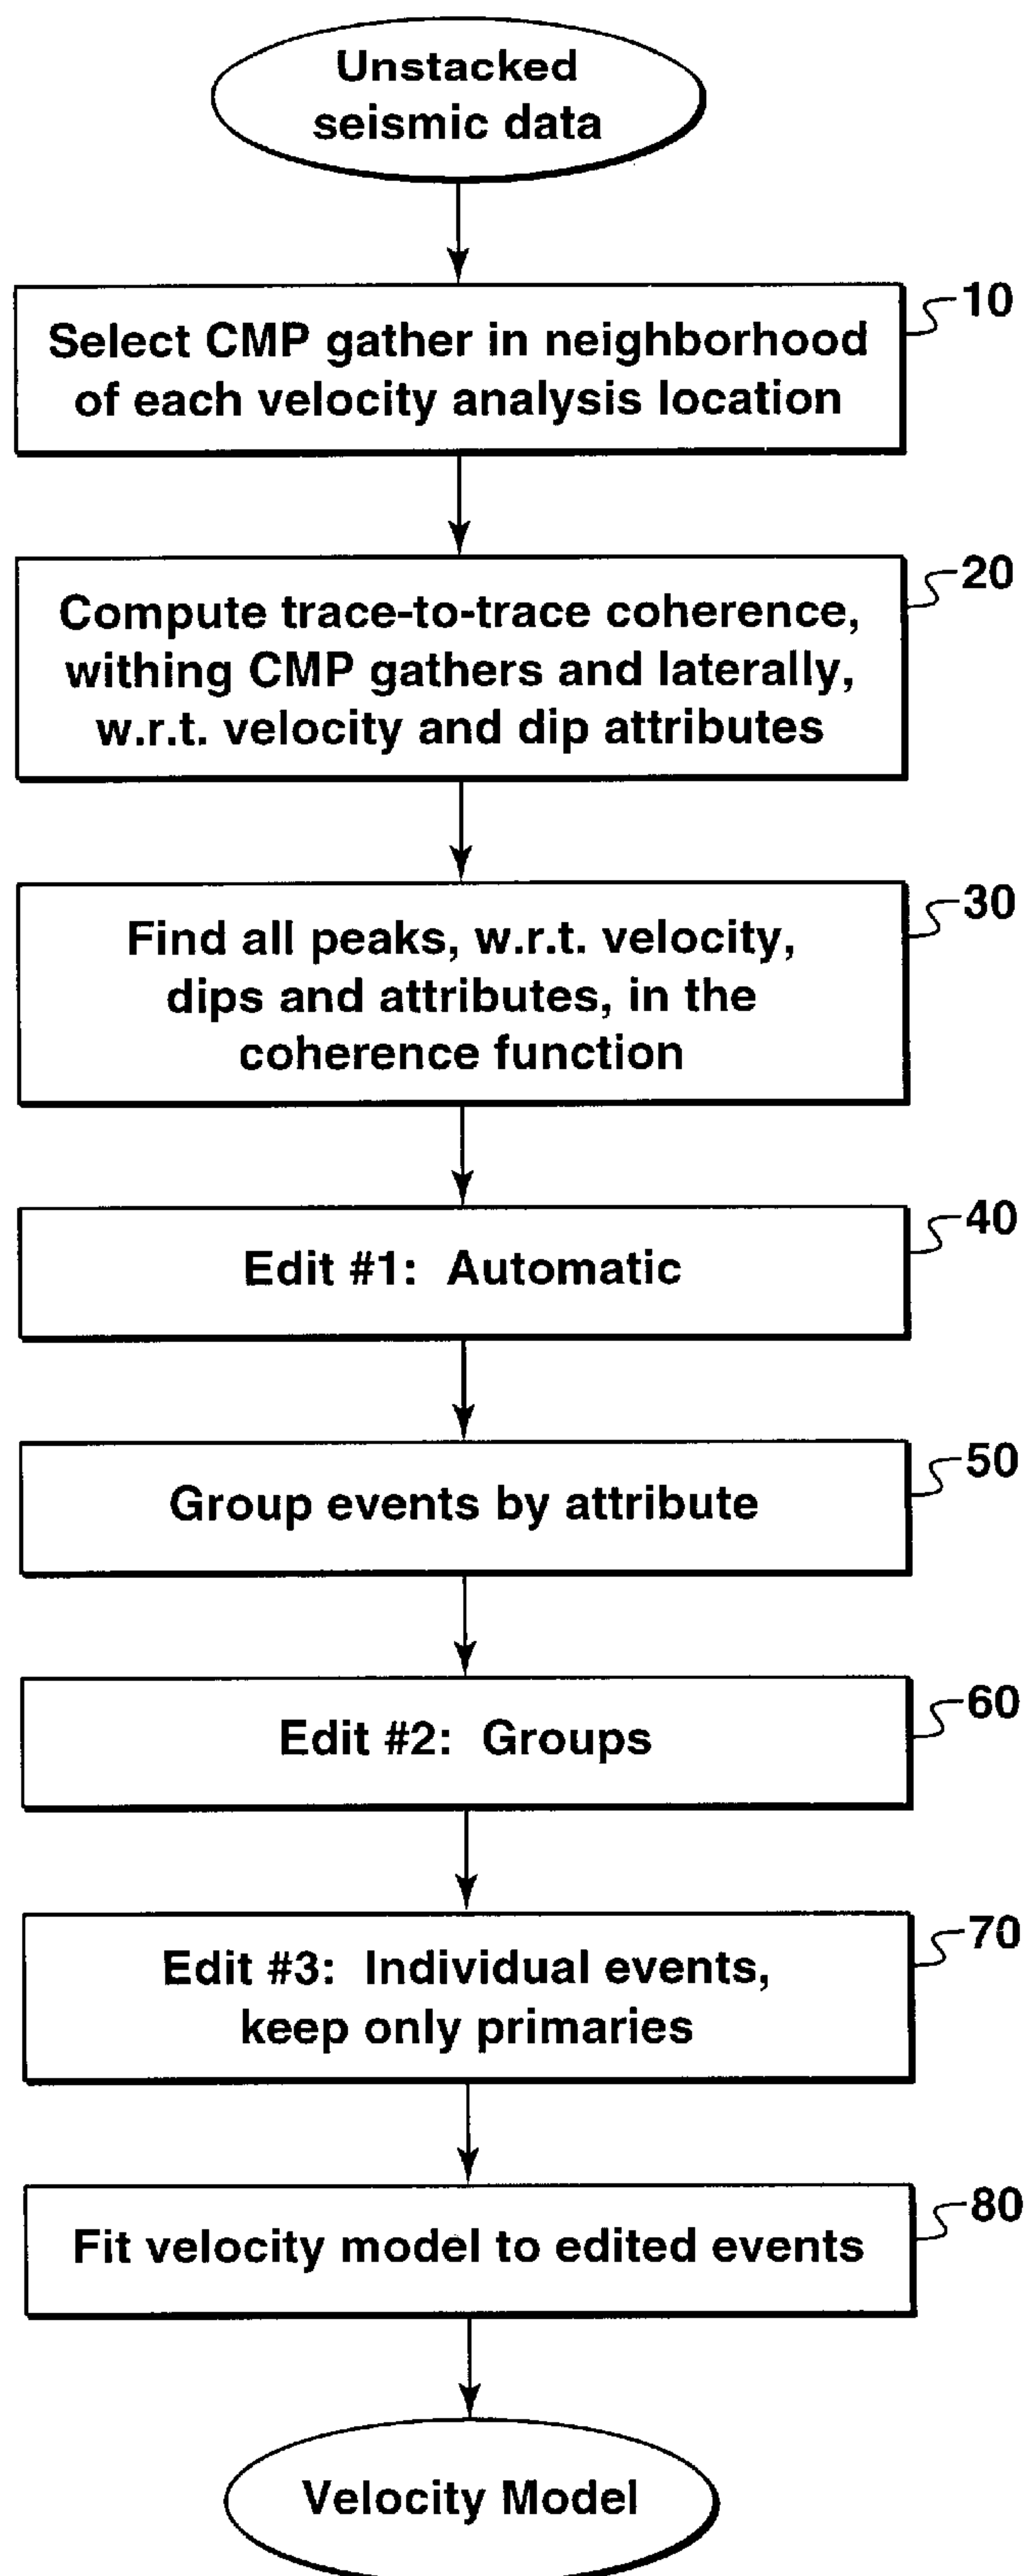 Unstacked
seismic data
10
Select CMP gather in neighborhood
of each velocity analysis location
20
Compute trace-to-trace coherence,
withing CMP gathers and laterally,
w.r.t. velocity and dip attributes
30
Find all peaks, w.r.t. velocity,
dips and attributes, in the
coherence function
40
Edit #1: Automatic
50
Group events by attribute
60
Edit #2: Groups
70
Edit #3: Individual events,
keep only primaries
80
Fit velocity model to edited events
Velocity Model